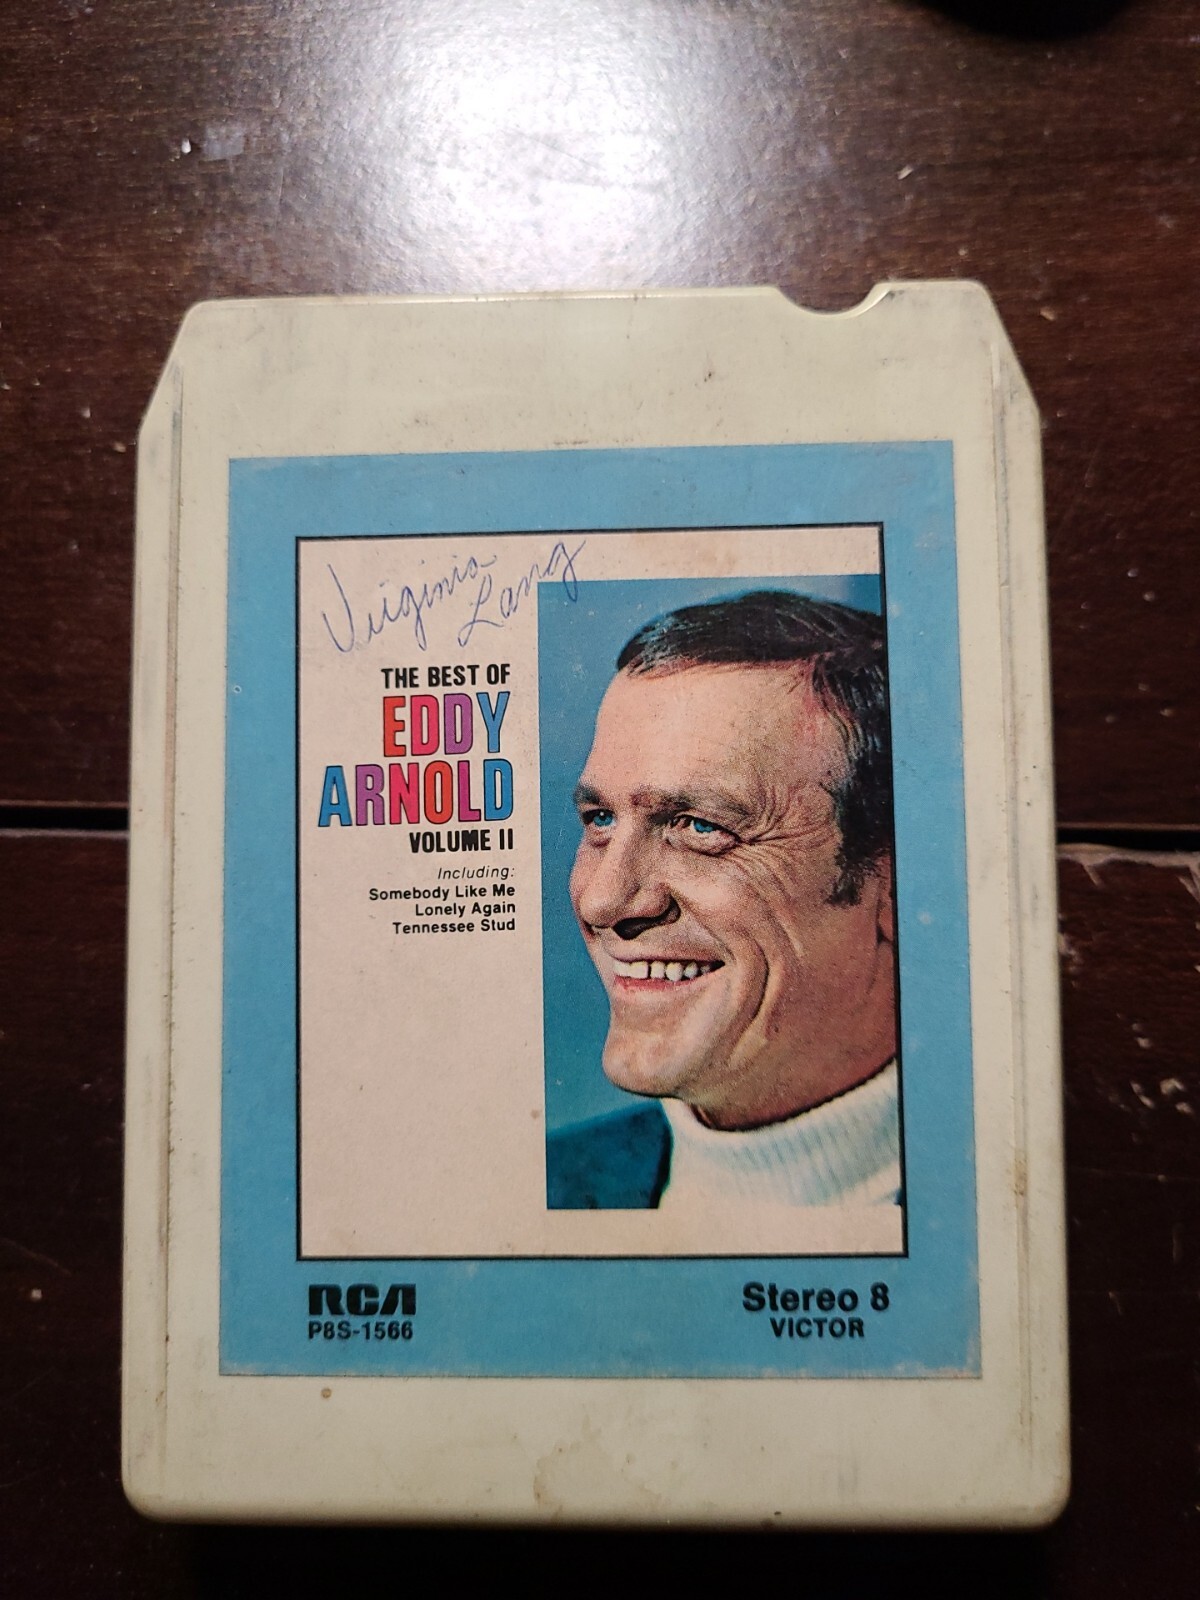 Virginia
Lang
THE BEST OF
EDDY
ARNOLD
VOLUME II
Including:
Somebody Like Me
Lonely Again
Tennessee Stud
RCA
P8S-1566
Stereo 8
VICTOR